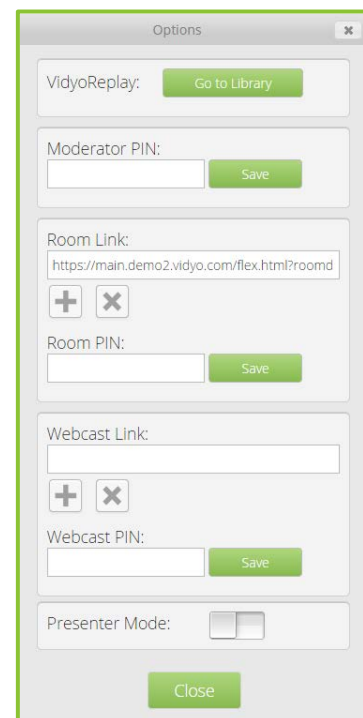 Options
VidyoReplay: Go to Library
Moderator PIN:
Save
Room Link:
https://main.demo2.vidyo.com/flex.html?roomd
Room PIN:
Save
Webcast Link:
Webcast PIN:
Save
Presenter Mode:
Close